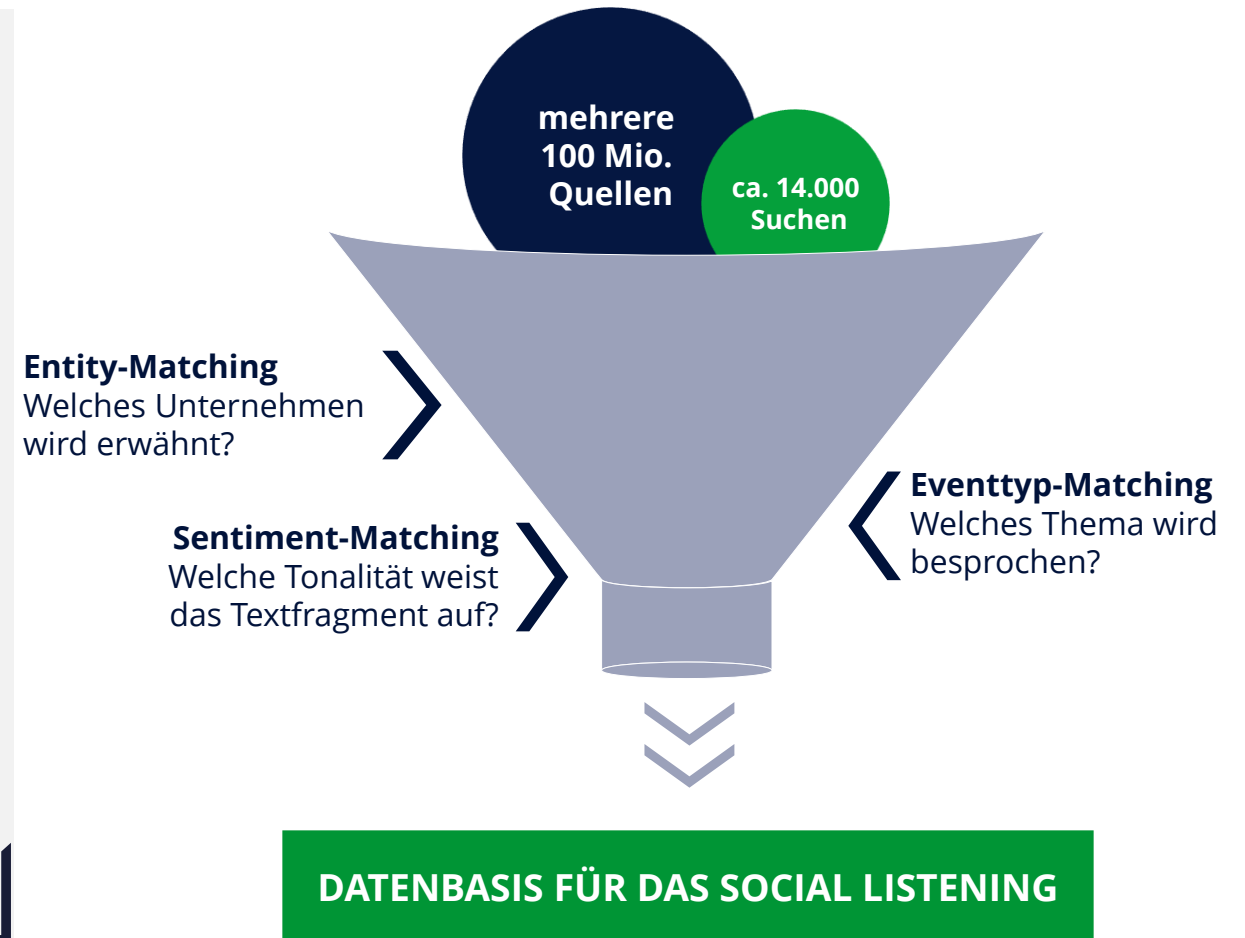 mehrere
100 Mio.
Quellen
ca. 14.000
Suchen
Entity-Matching
Welches Unternehmen
wird erwähnt?
Eventtyp-Matching
Welches Thema wird
besprochen?
Sentiment-Matching
Welche Tonalität weist
das Textfragment auf?
DATENBASIS FÜR DAS SOCIAL LISTENING